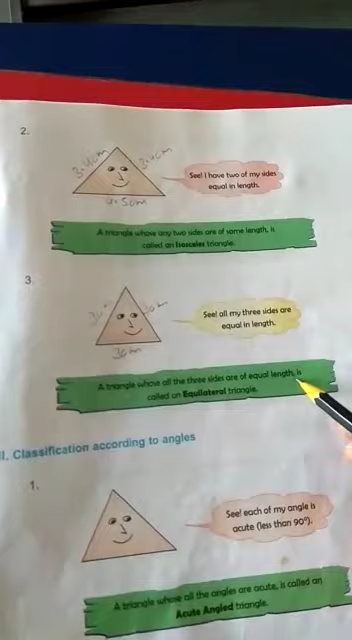 2.
3.4cm
3.4cm
See! I have two of my sides
equal in length.
4.5cm
A triangle whose any two sides are of same length, is
called an Isosceles triangle.
3.
See! all my three sides are
equal in length.
A triangle whose all the three sides are of equal length, is
called an Equilateral triangle.
II. Classification according to angles
1.
See! each of my angle is
acute (less than 90°).
A triangle whose all the angles are acute, is called an
Acute Angled triangle.